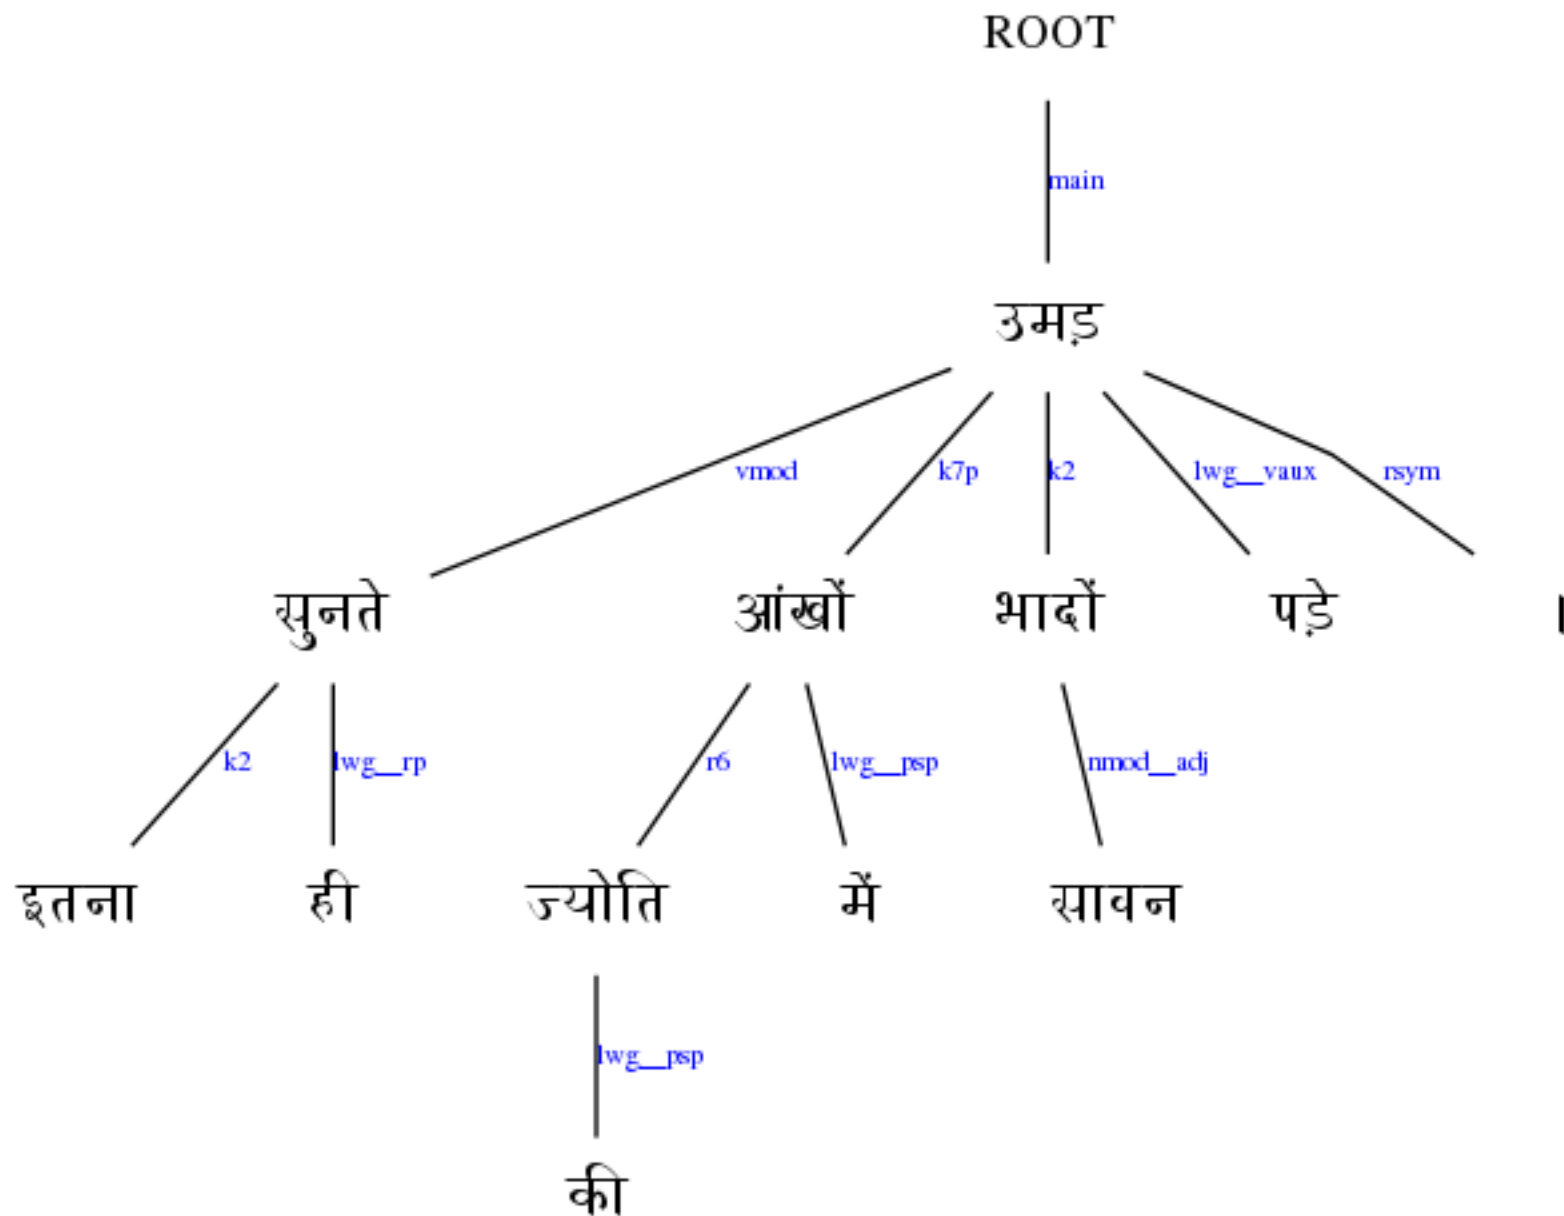 ROOT
main
उमड़
vmod k7p k2 lwg__vaux rsym
सुनते आंखों भादों पड़े ।
k2 lwg__rp r6 lwg__psp nmod__adj
इतना ही ज्योति में सावन
lwg__psp
की